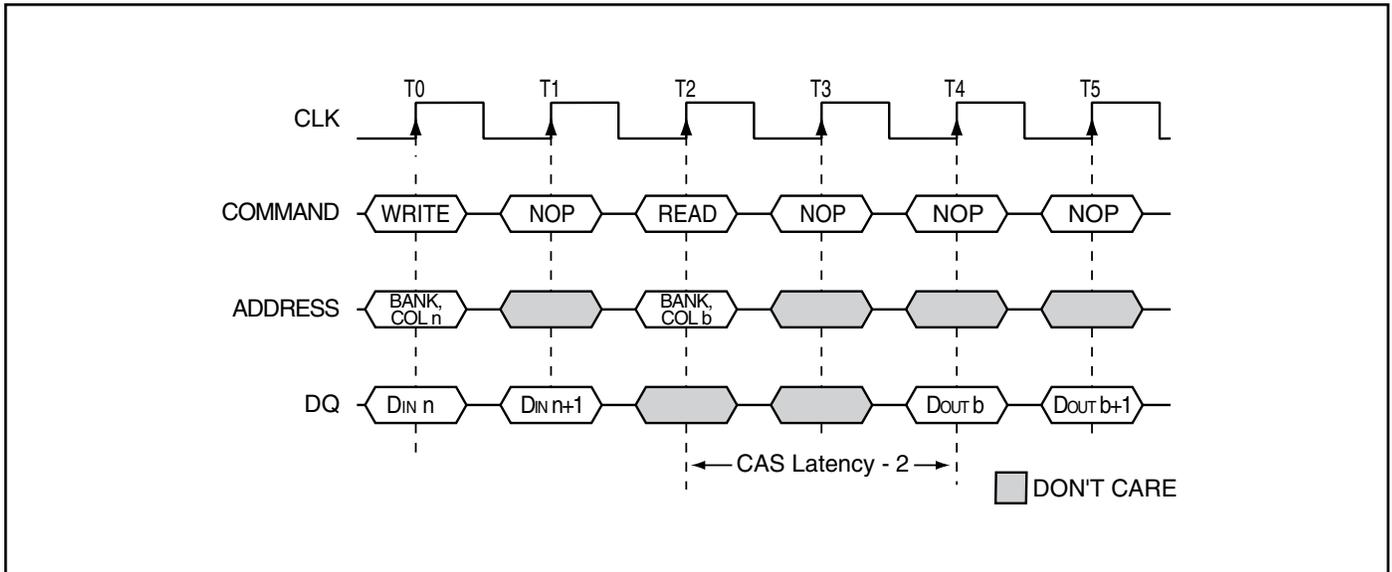 T0 T1 T2 T3 T4 T5
CLK
COMMAND WRITE NOP READ NOP NOP NOP
ADDRESS BANK, COL n BANK, COL b
DQ DIN n DIN n+1 DOUT b DOUT b+1
CAS Latency - 2
DON'T CARE